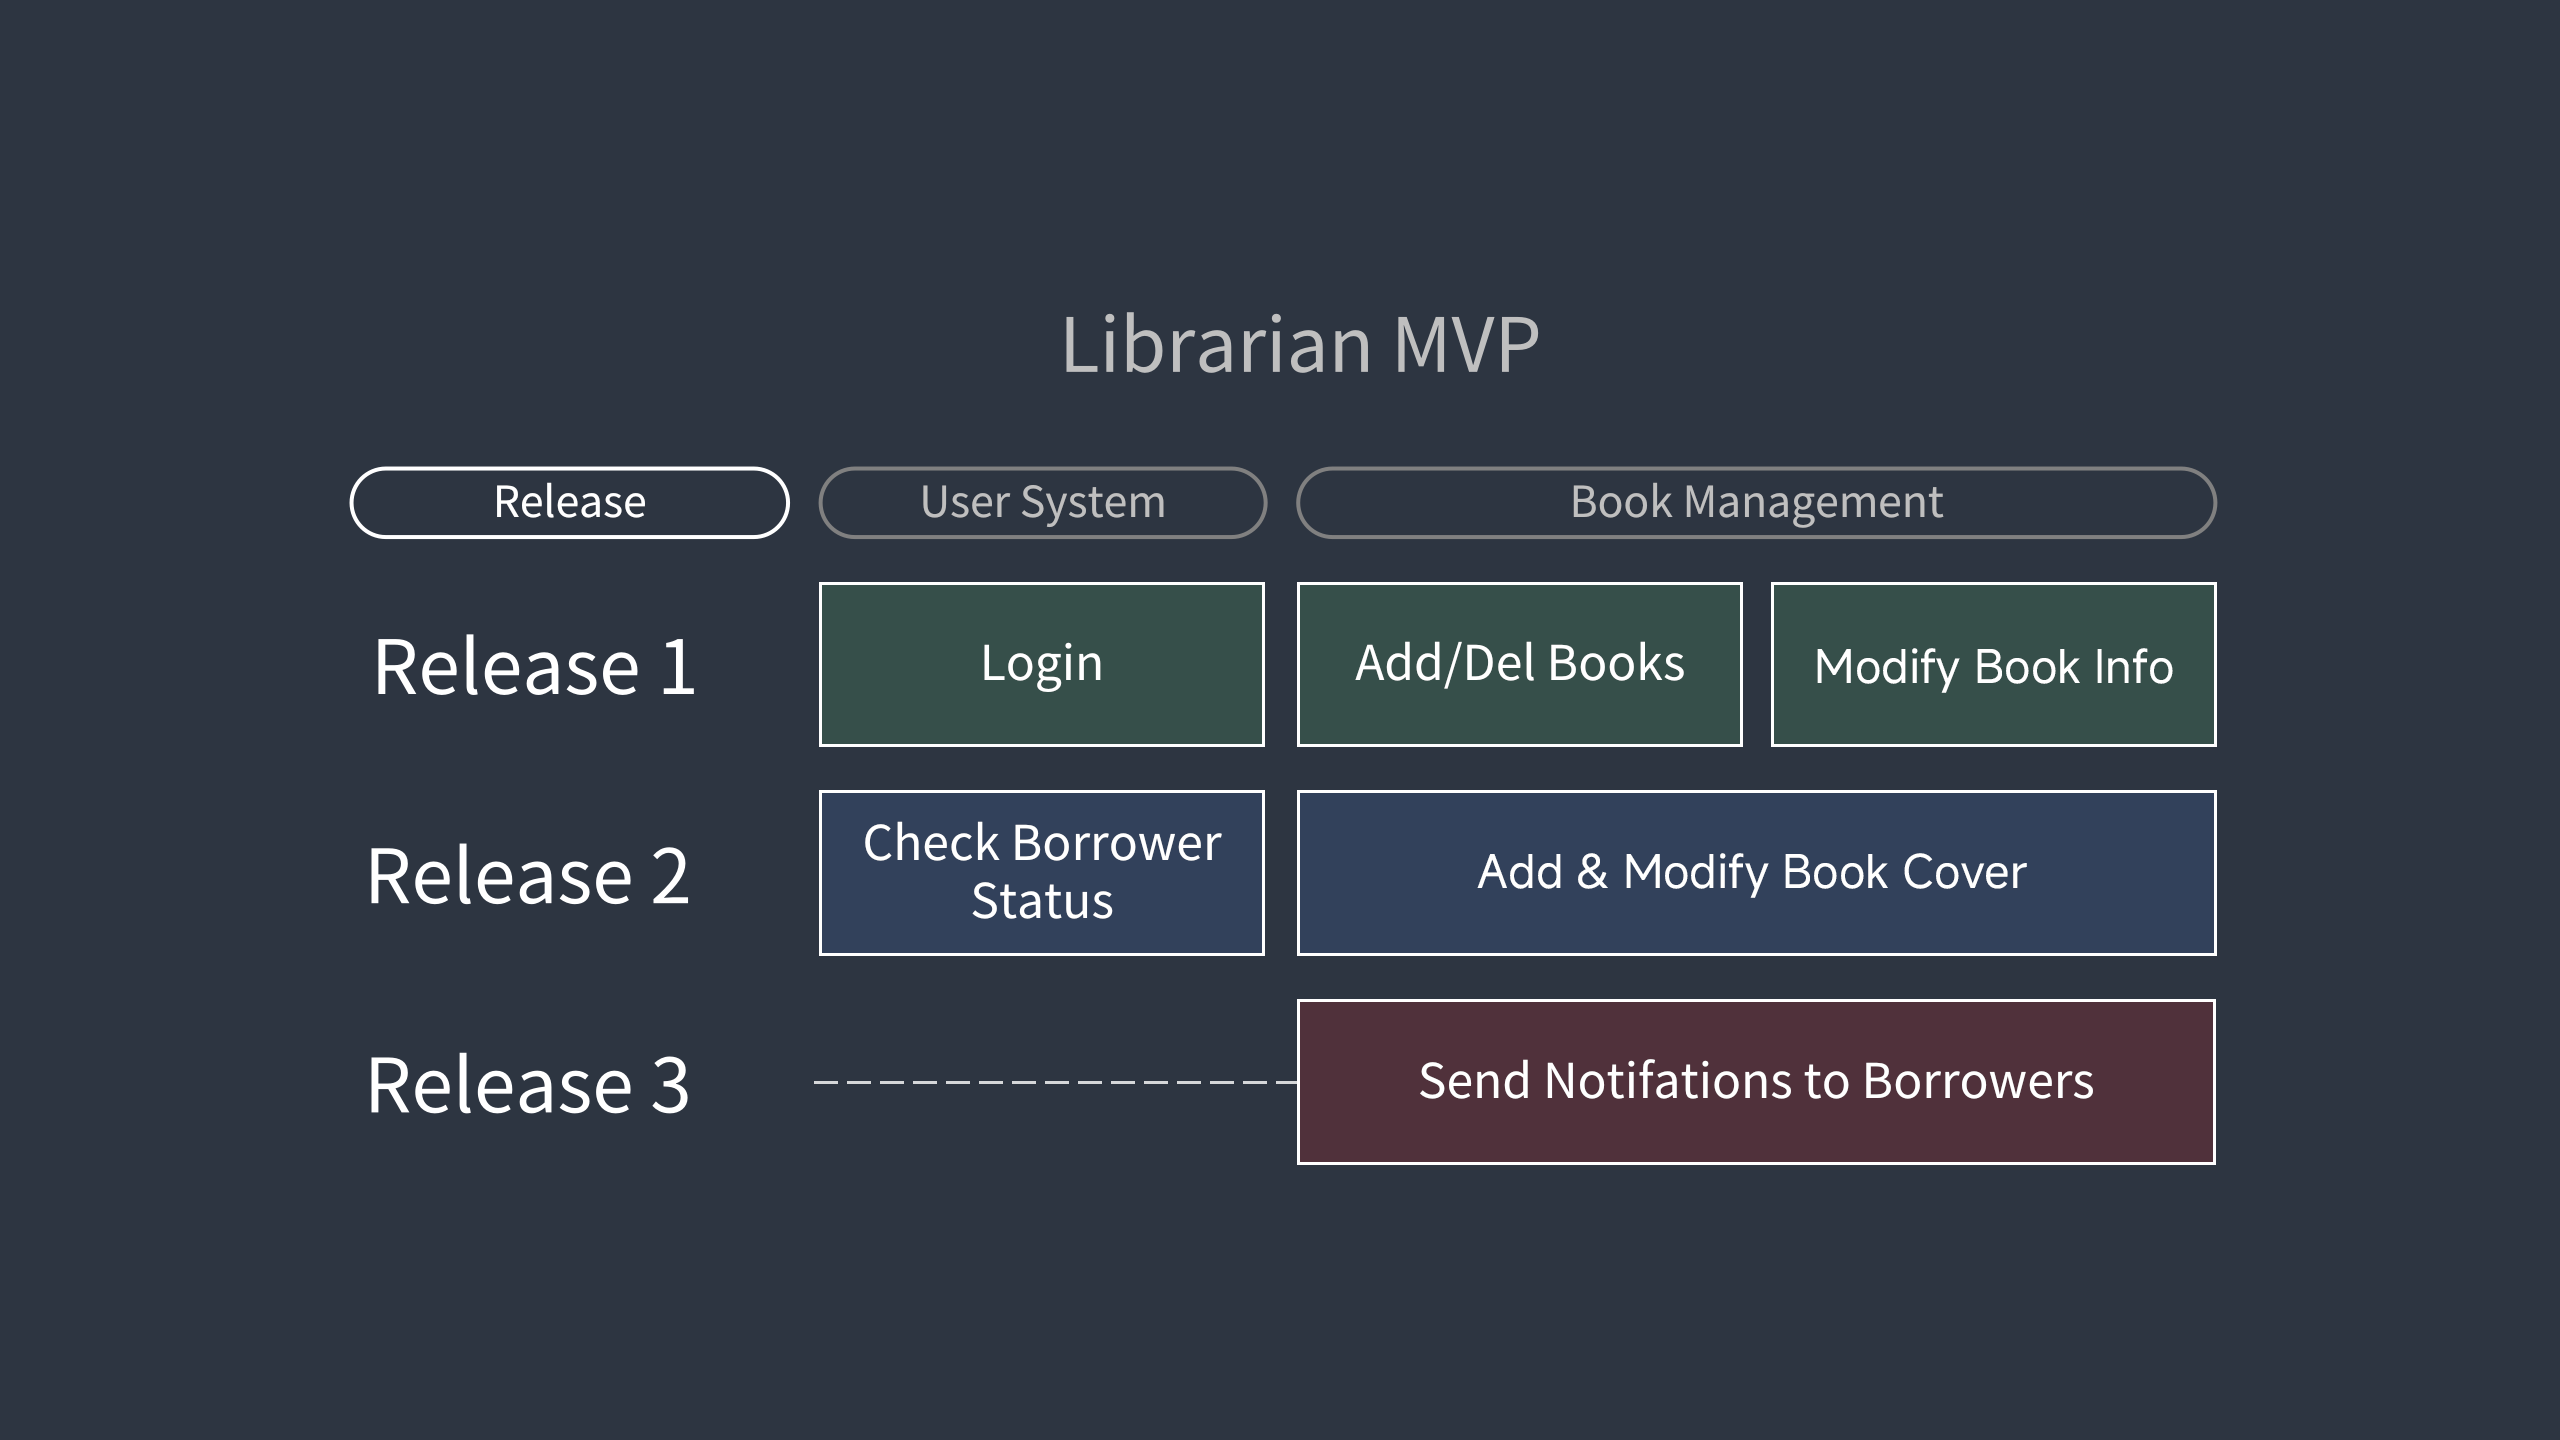 Librarian MVP
Release
User System
Book Management
Release 1
Login
Add/Del Books
Modify Book Info
Release 2
Check Borrower
Status
Add & Modify Book Cover
Release 3
Send Notifations to Borrowers